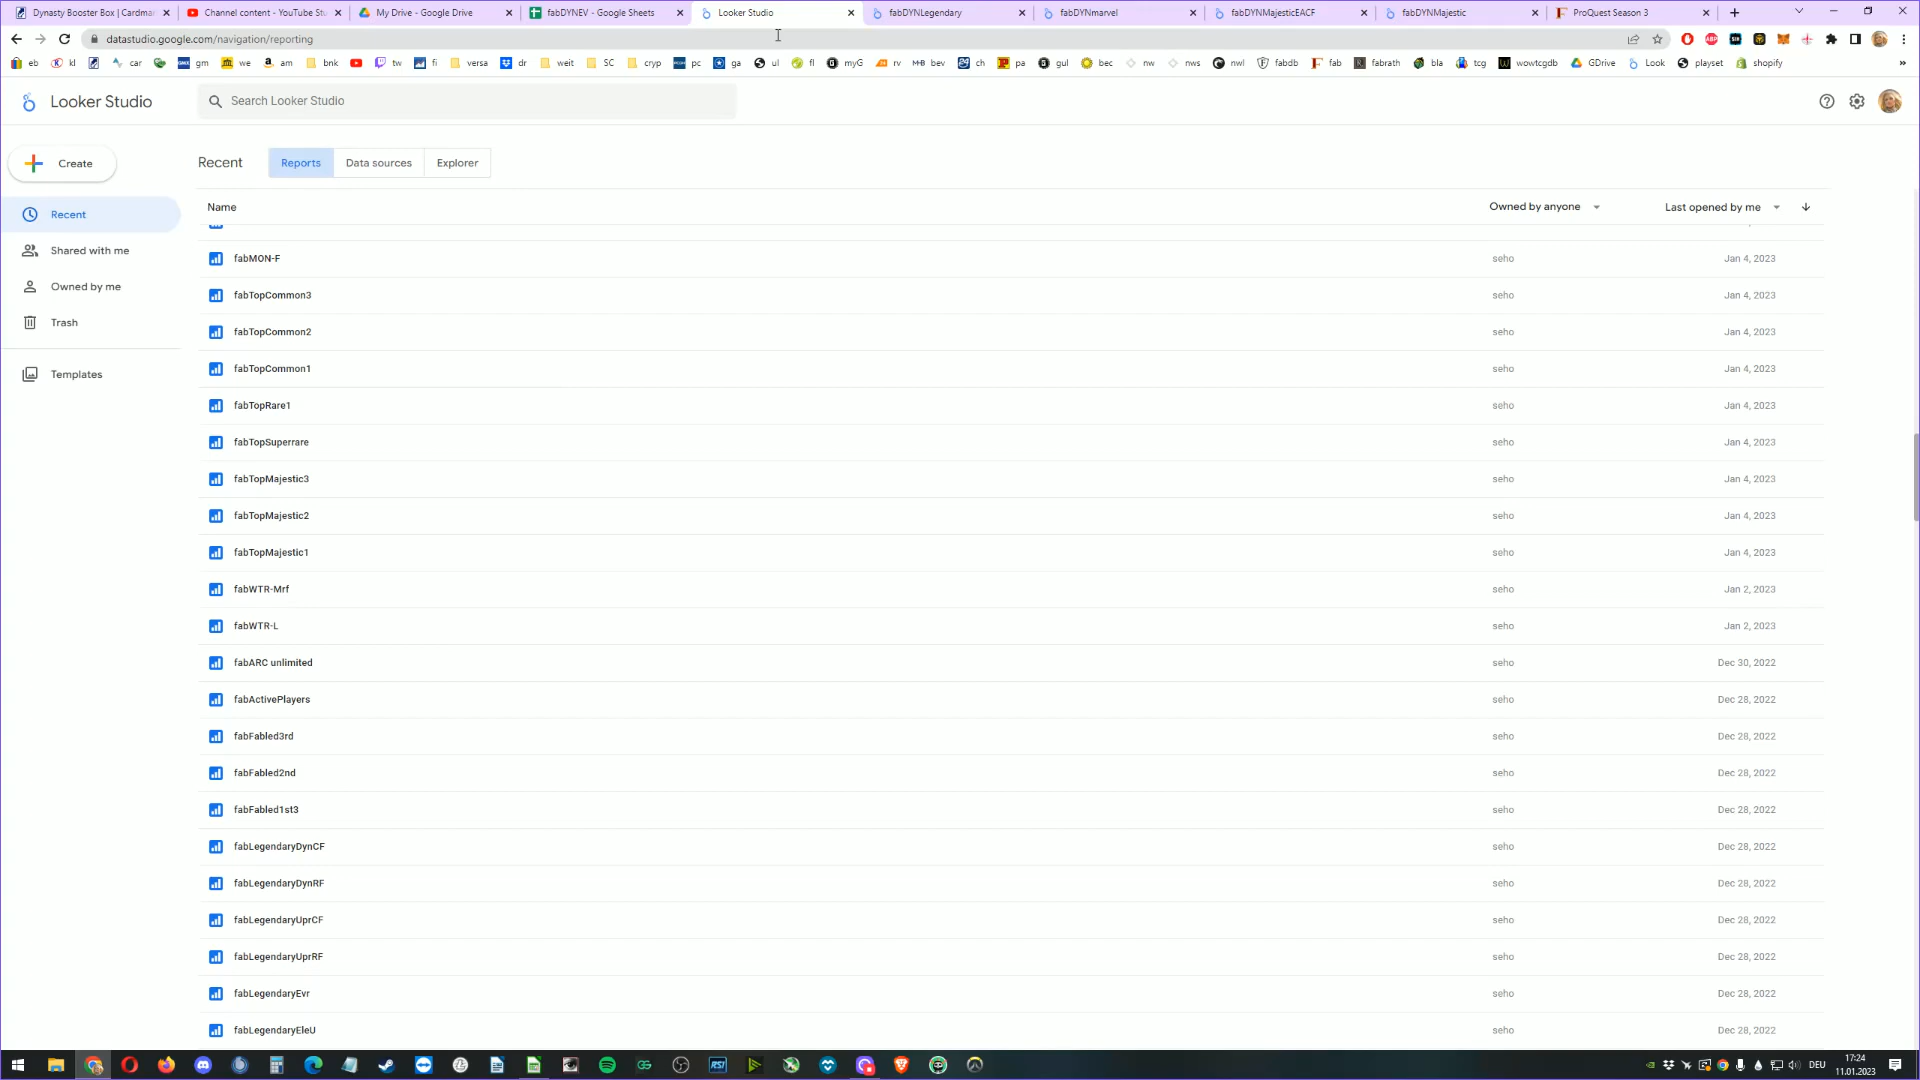 Dynasty Booster Box | Cardmar
Channel content - YouTube Stu
My Drive - Google Drive
fabDYNEV - Google Sheets
Looker Studio
fabDYNLegendary
fabDYNmarvel
fabDYNMajesticEACF
fabDYNMajestic
ProQuest Season 3
datastudio.google.com/navigation/reporting
eb
kl
car
gm
we
am
bnk
tw
fi
versa
dr
weit
SC
cryp
pc
ga
ul
fl
myG
rv
bev
ch
pa
gul
bec
nw
nws
nwl
fabdb
fab
fabrath
bla
tcg
wowtcgdb
GDrive
Look
playset
shopify
Looker Studio
Search Looker Studio
Create
Recent
Reports
Data sources
Explorer
Recent
Shared with me
Owned by me
Trash
Templates
Name
Owned by anyone
Last opened by me
fabMON-F seho Jan 4, 2023
fabTopCommon3 seho Jan 4, 2023
fabTopCommon2 seho Jan 4, 2023
fabTopCommon1 seho Jan 4, 2023
fabTopRare1 seho Jan 4, 2023
fabTopSuperrare seho Jan 4, 2023
fabTopMajestic3 seho Jan 4, 2023
fabTopMajestic2 seho Jan 4, 2023
fabTopMajestic1 seho Jan 4, 2023
fabWTR-Mrf seho Jan 2, 2023
fabWTR-L seho Jan 2, 2023
fabARC unlimited seho Dec 30, 2022
fabActivePlayers seho Dec 28, 2022
fabFabled3rd seho Dec 28, 2022
fabFabled2nd seho Dec 28, 2022
fabFabled1st3 seho Dec 28, 2022
fabLegendaryDynCF seho Dec 28, 2022
fabLegendaryDynRF seho Dec 28, 2022
fabLegendaryUprCF seho Dec 28, 2022
fabLegendaryUprRF seho Dec 28, 2022
fabLegendaryEvr seho Dec 28, 2022
fabLegendaryEleU seho Dec 28, 2022
RSI
DEU
17:24
11.01.2023